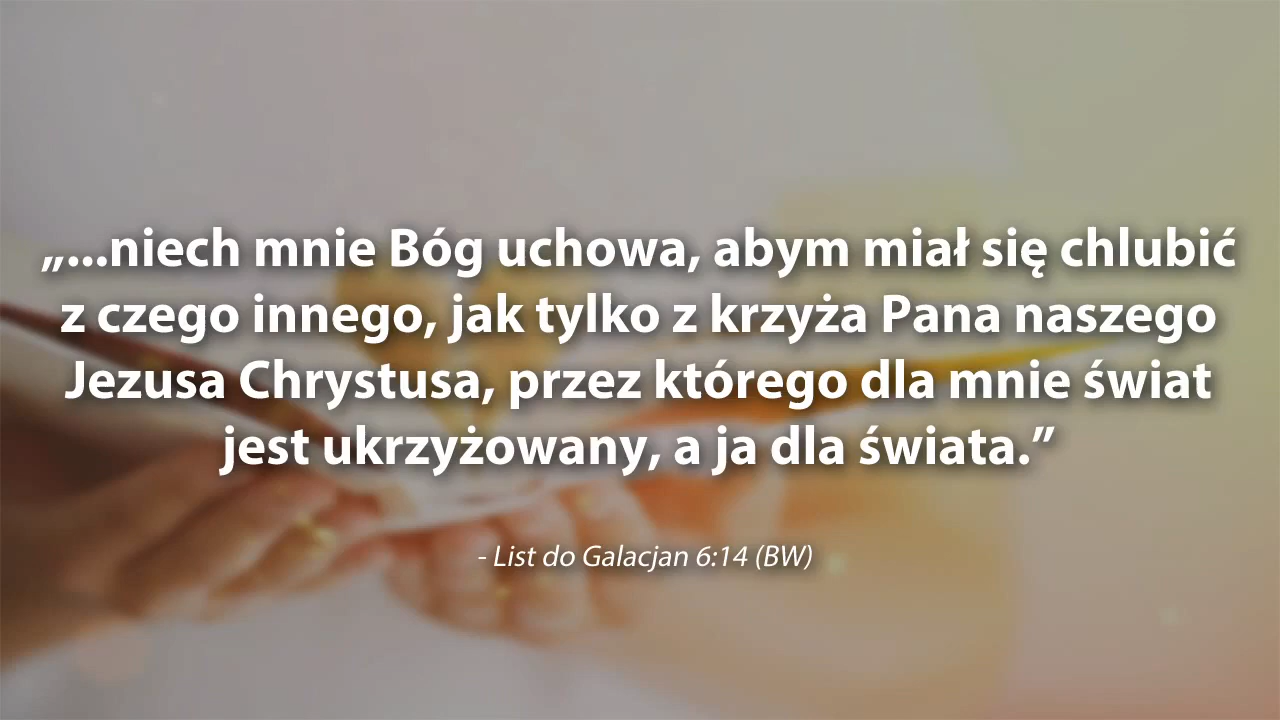 „...niech mnie Bóg uchowa, abym miał się chlubić
z czego innego, jak tylko z krzyża Pana naszego
Jezusa Chrystusa, przez którego dla mnie świat
jest ukrzyżowany, a ja dla świata.”
- List do Galacjan 6:14 (BW)